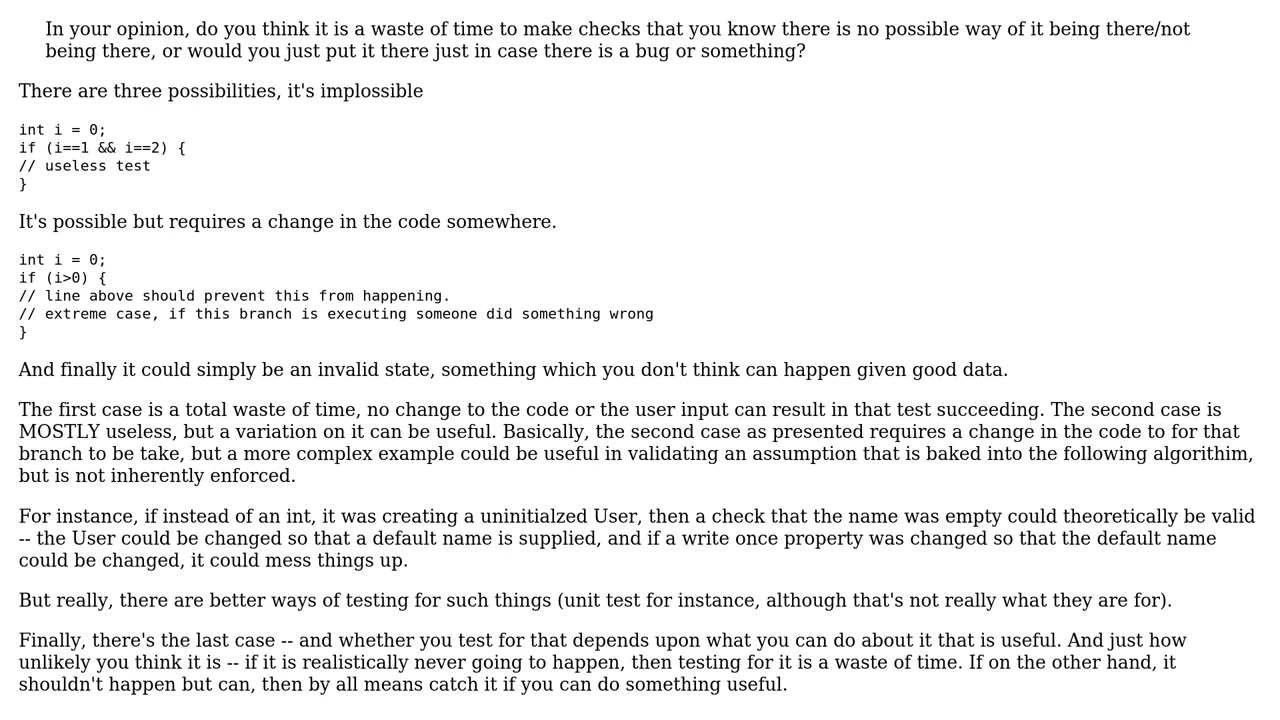 In your opinion, do you think it is a waste of time to make checks that you know there is no possible way of it being there/not
being there, or would you just put it there just in case there is a bug or something?
There are three possibilities, it's implossible
int i = 0;
if (i==1 && i==2) {
// useless test
}
It's possible but requires a change in the code somewhere.
int i = 0;
if (i>0) {
// line above should prevent this from happening.
// extreme case, if this branch is executing someone did something wrong
}
And finally it could simply be an invalid state, something which you don't think can happen given good data.
The first case is a total waste of time, no change to the code or the user input can result in that test succeeding. The second case is
MOSTLY useless, but a variation on it can be useful. Basically, the second case as presented requires a change in the code to for that
branch to be take, but a more complex example could be useful in validating an assumption that is baked into the following algorithim,
but is not inherently enforced.
For instance, if instead of an int, it was creating a uninitialzed User, then a check that the name was empty could theoretically be valid
-- the User could be changed so that a default name is supplied, and if a write once property was changed so that the default name
could be changed, it could mess things up.
But really, there are better ways of testing for such things (unit test for instance, although that's not really what they are for).
Finally, there's the last case -- and whether you test for that depends upon what you can do about it that is useful. And just how
unlikely you think it is -- if it is realistically never going to happen, then testing for it is a waste of time. If on the other hand, it
shouldn't happen but can, then by all means catch it if you can do something useful.